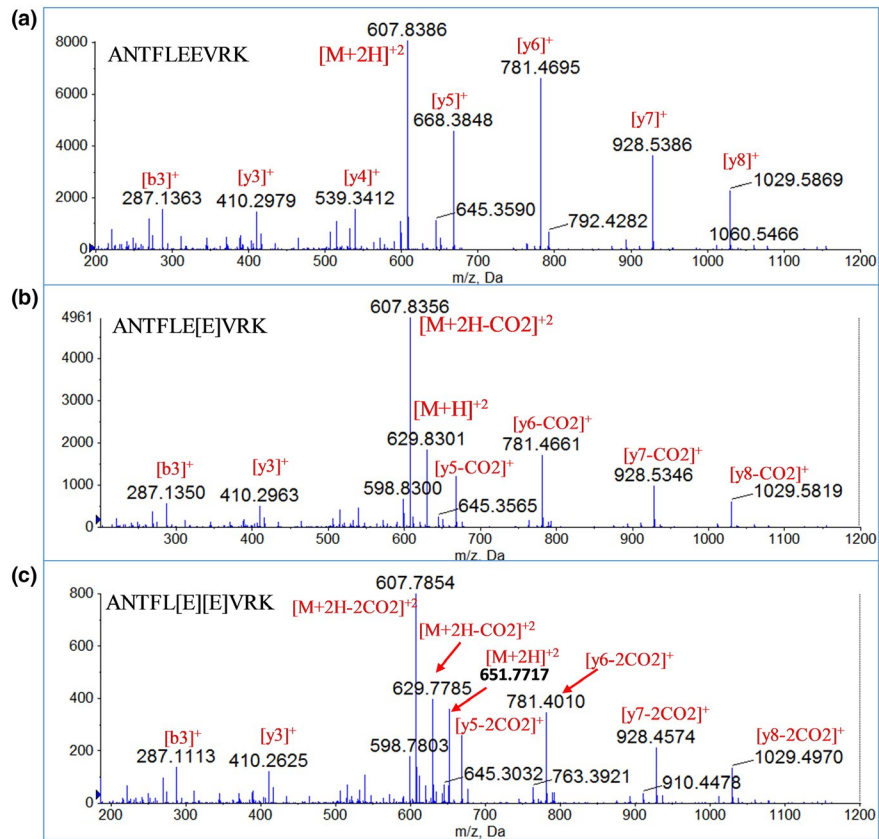 (a)
ANTFLEEVRK
8000
6000
4000
2000
0
[M+2H]+2
607.8386
[b3]+
287.1363
[y3]+
410.2979
[y4]+
539.3412
[y5]+
668.3848
645.3590
[y6]+
781.4695
792.4282
[y7]+
928.5386
[y8]+
1029.5869
1060.5466
200 300 400 500 600 700 800 900 1000 1100 1200
m/z, Da
(b)
ANTFLE[E]VRK
4961
4000
3000
2000
1000
0
607.8356
[M+2H-CO2]+2
[M+H]+2
629.8301
[b3]+
287.1350
[y3]+
410.2963
598.8300
[y5-CO2]+
645.3565
[y6-CO2]+
781.4661
[y7-CO2]+
928.5346
[y8-CO2]+
1029.5819
300 400 500 600 700 800 900 1000 1100 1200
m/z, Da
(c)
ANTFL[E][E]VRK
800
600
400
200
0
607.7854
[M+2H-2CO2]+2
[M+2H-CO2]+2
629.7785
[M+2H]+2
651.7717
[b3]+
287.1113
[y3]+
410.2625
598.7803
[y5-2CO2]+
645.3032
[y6-2CO2]+
781.4010
763.3921
[y7-2CO2]+
928.4574
910.4478
[y8-2CO2]+
1029.4970
200 300 400 500 600 700 800 900 1000 1100 1200
m/z, Da